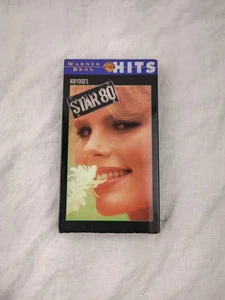 WARNER BROS. HITS
BOB FOSSE'S
STAR 80